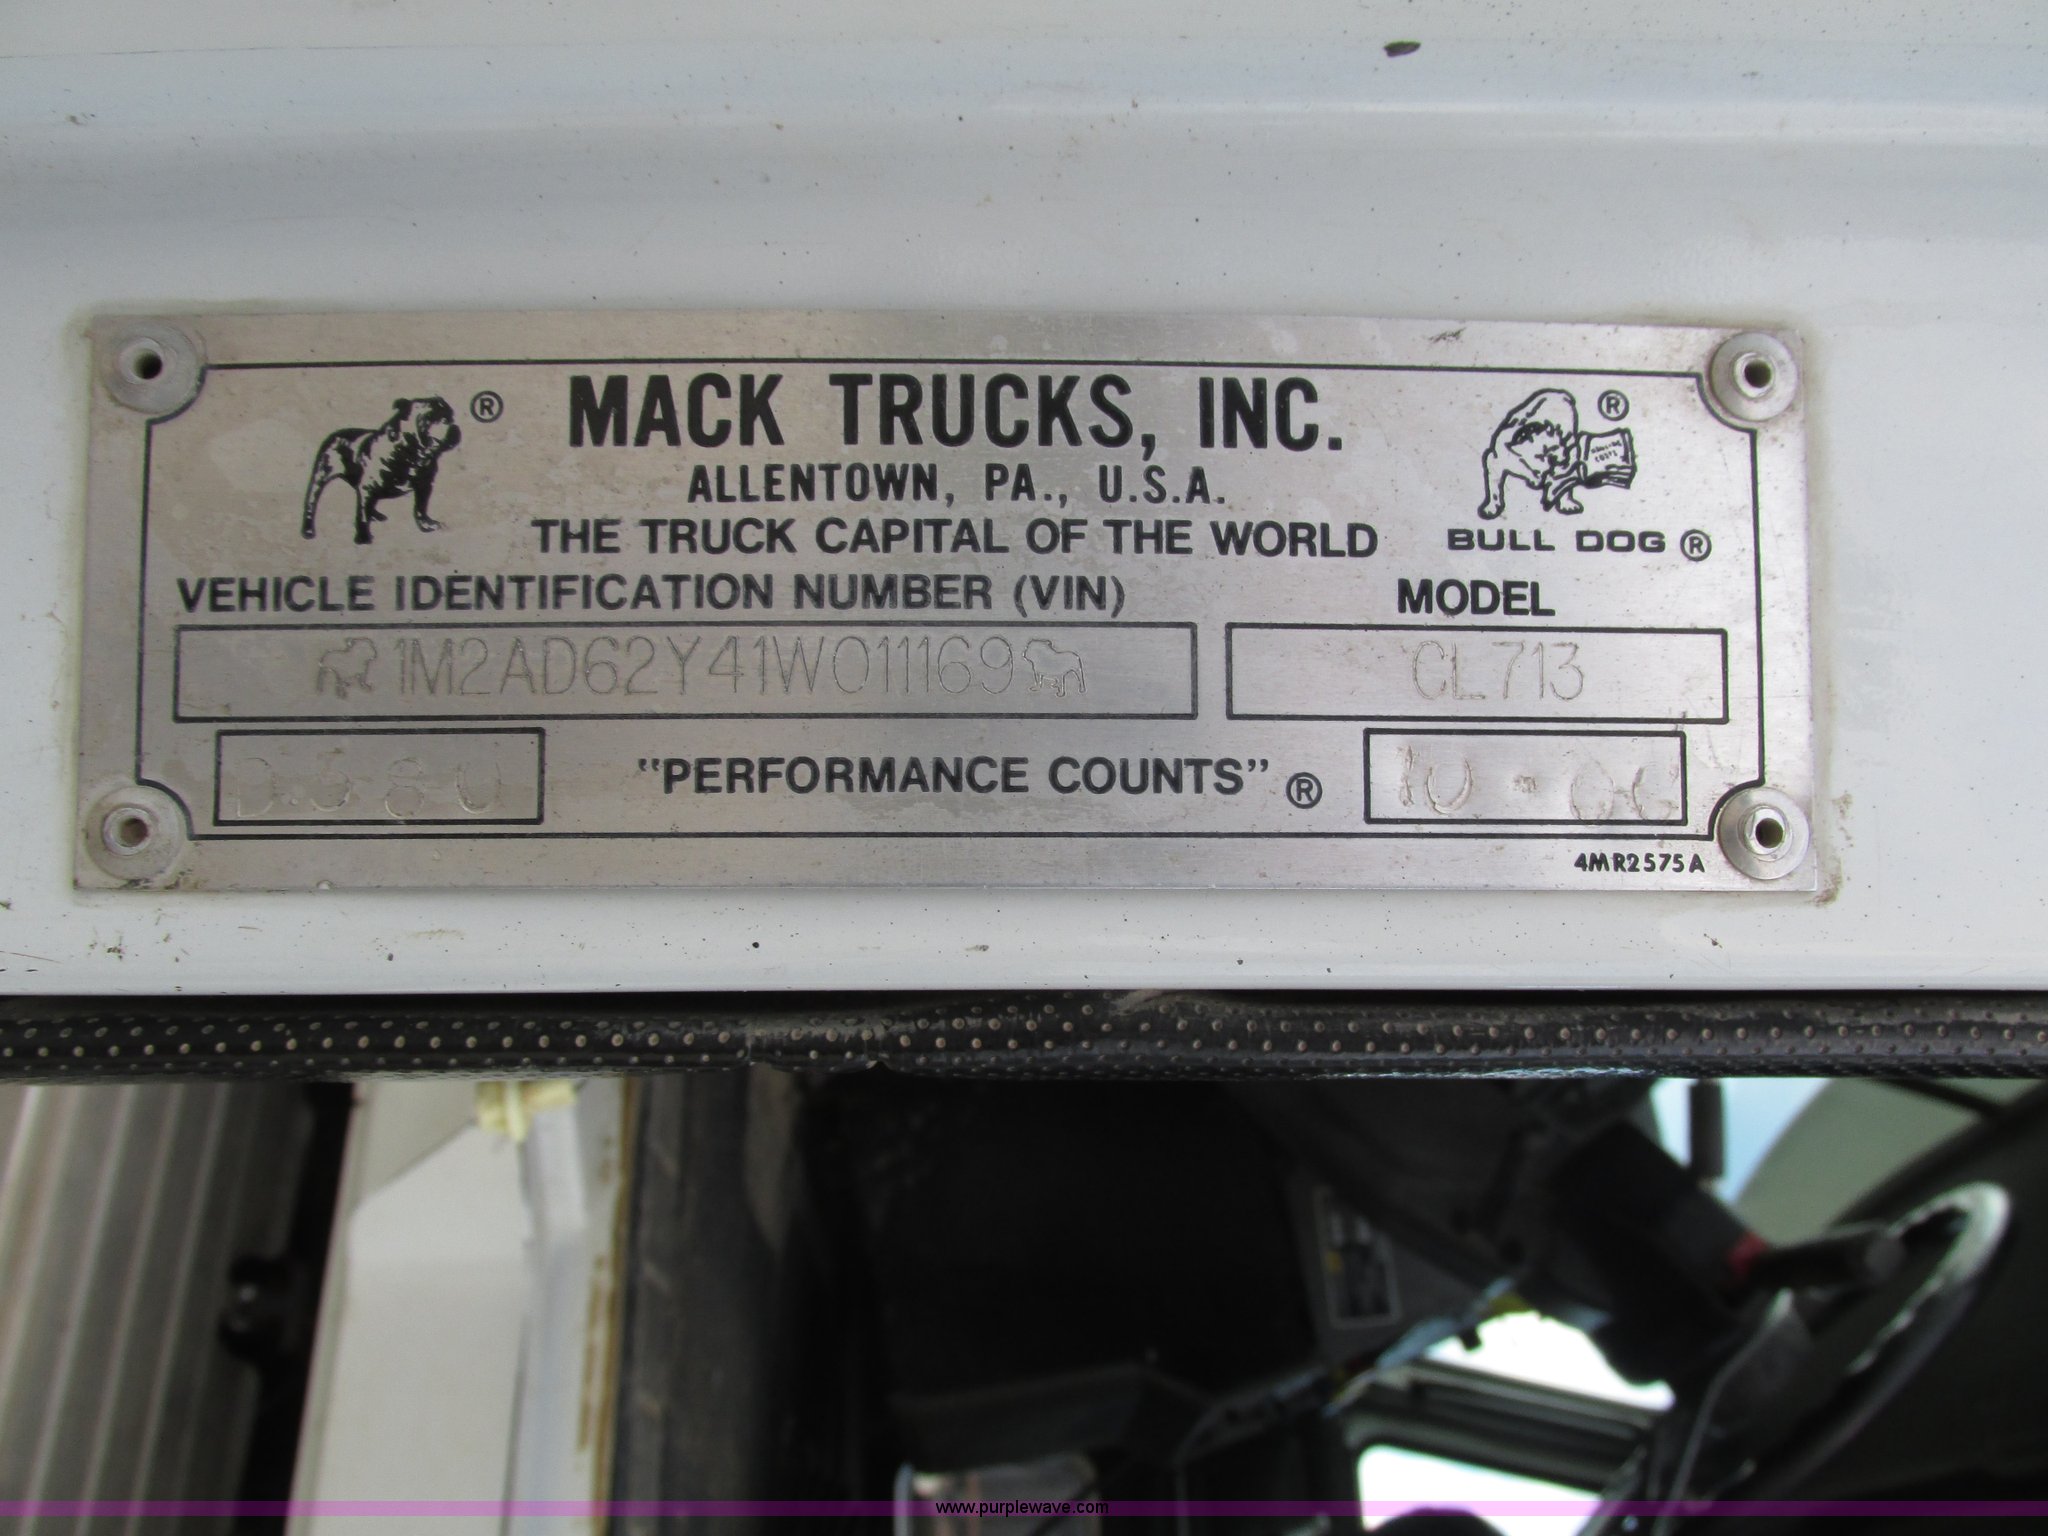 ® MACK TRUCKS, INC. ®
ALLENTOWN, PA., U.S.A.
THE TRUCK CAPITAL OF THE WORLD
BULL DOG ®
VEHICLE IDENTIFICATION NUMBER (VIN)
MODEL
1M2AD62Y41W011169
CL713
"PERFORMANCE COUNTS" ®
4MR2575A
www.purplewave.com